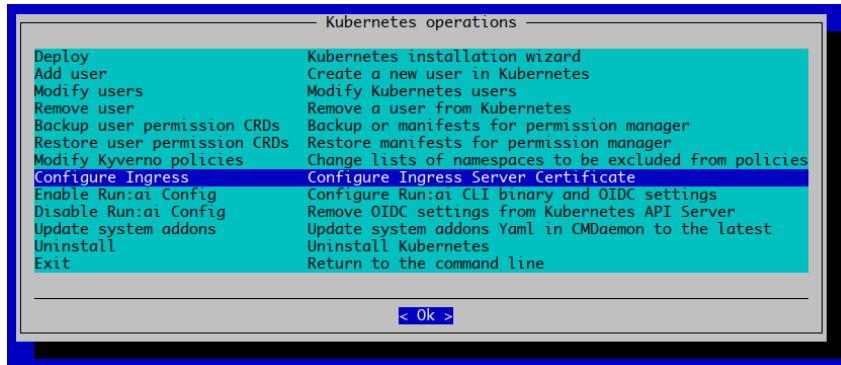 Kubernetes operations
Deploy Kubernetes installation wizard
Add user Create a new user in Kubernetes
Modify users Modify Kubernetes users
Remove user Remove a user from Kubernetes
Backup user permission CRDs Backup or manifests for permission manager
Restore user permission CRDs Restore manifests for permission manager
Modify Kyverno policies Change lists of namespaces to be excluded from policies
Configure Ingress Configure Ingress Server Certificate
Enable Run:ai Config Configure Run:ai CLI binary and OIDC settings
Disable Run:ai Config Remove OIDC settings from Kubernetes API Server
Update system addons Update system addons Yaml in CMDaemon to the latest
Uninstall Uninstall Kubernetes
Exit Return to the command line
< Ok >